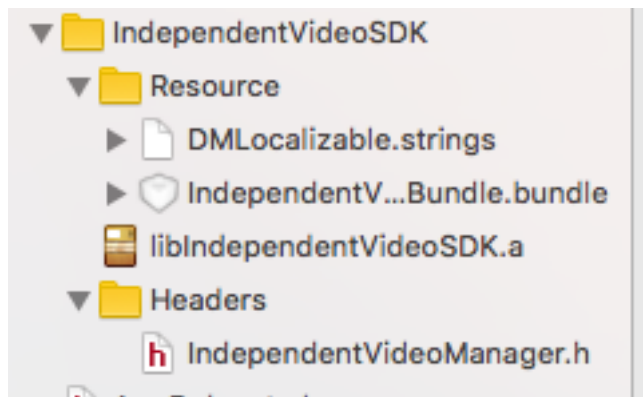 IndependentVideoSDK
Resource
DMLocalizable.strings
IndependentV...Bundle.bundle
libIndependentVideoSDK.a
Headers
h IndependentVideoManager.h